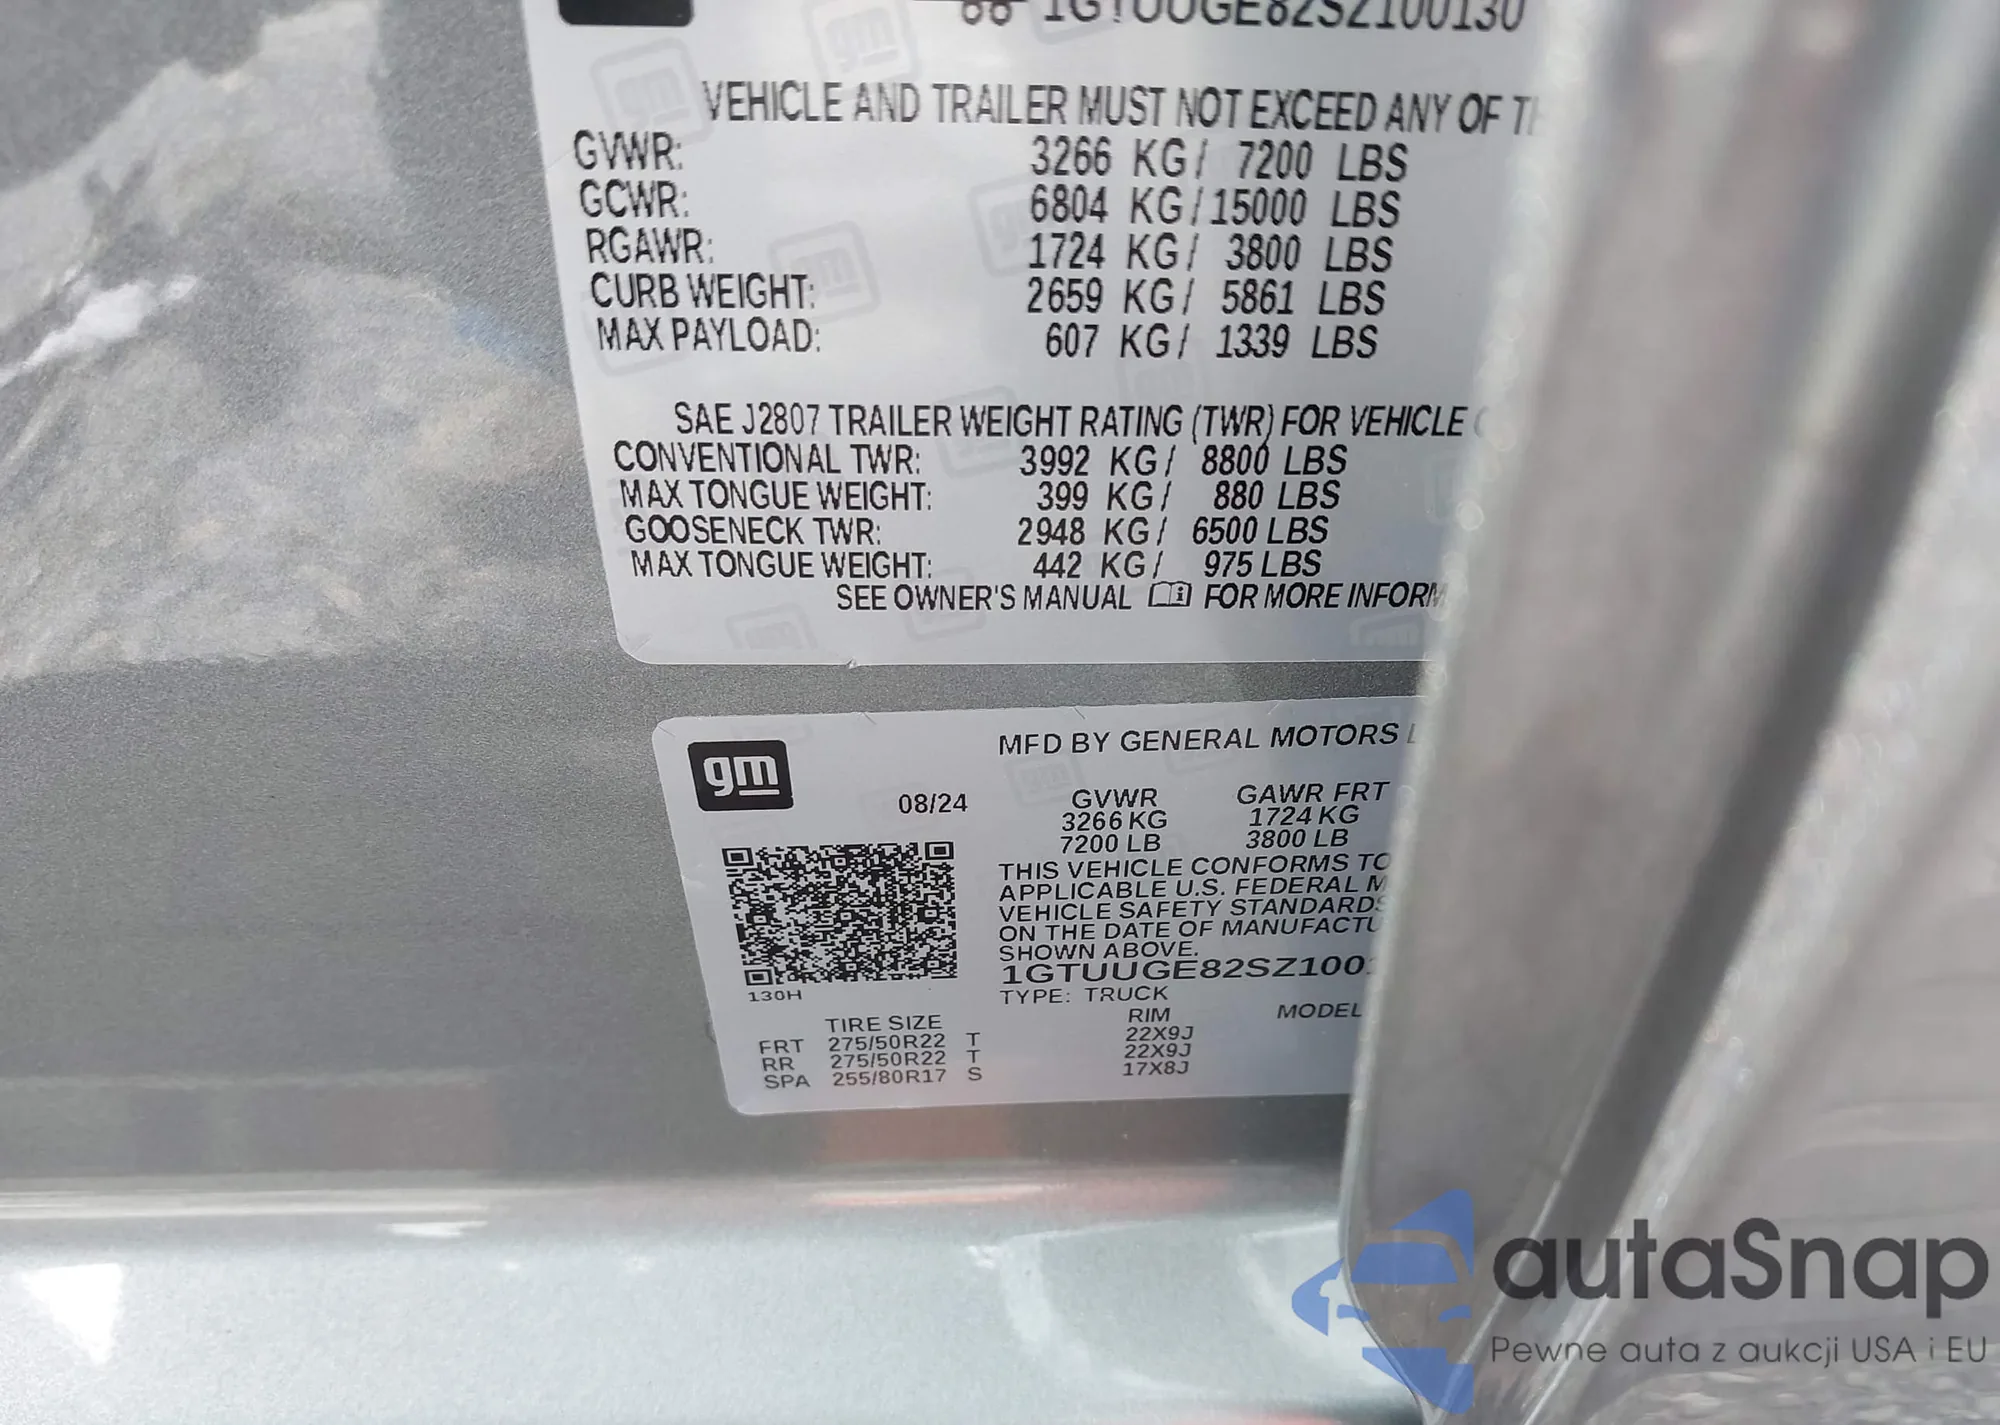 1GTUUGE82SZ100130
VEHICLE AND TRAILER MUST NOT EXCEED ANY OF
GVWR: 3266 KG/ 7200 LBS
GCWR: 6804 KG/15000 LBS
RGAWR: 1724 KG/ 3800 LBS
CURB WEIGHT: 2659 KG/ 5861 LBS
MAX PAYLOAD: 607 KG/ 1339 LBS
SAE J2807 TRAILER WEIGHT RATING (TWR) FOR VEHICLE
CONVENTIONAL TWR: 3992 KG/ 8800 LBS
MAX TONGUE WEIGHT: 399 KG/ 880 LBS
GOOSENECK TWR: 2948 KG/ 6500 LBS
MAX TONGUE WEIGHT: 442 KG/ 975 LBS
SEE OWNER'S MANUAL FOR MORE INFORM
gm
MFD BY GENERAL MOTORS
08/24
GVWR GAWR FRT
3266 KG 1724 KG
7200 LB 3800 LB
THIS VEHICLE CONFORMS TO
APPLICABLE U.S. FEDERAL M
VEHICLE SAFETY STANDARDS
ON THE DATE OF MANUFACTU
SHOWN ABOVE.
1GTUUGE82SZ100
TYPE: TRUCK
130H
TIRE SIZE RIM MODEL
FRT 275/50R22 T 22X9J
RR 275/50R22 T 22X9J
SPA 255/80R17 S 17X8J
autaSnap
Pewne auta z aukcji USA i EU